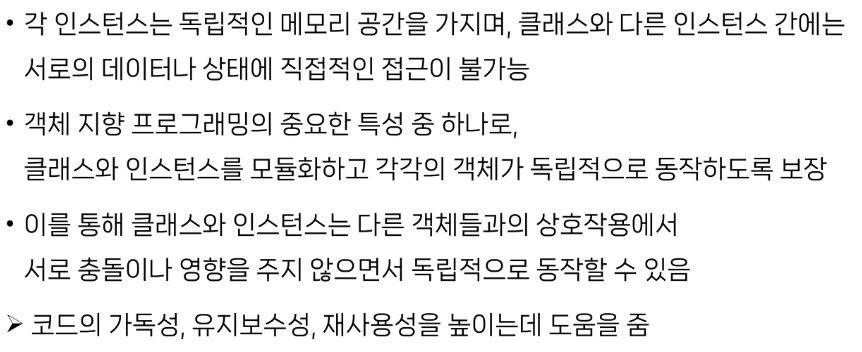 • 각 인스턴스는 독립적인 메모리 공간을 가지며, 클래스와 다른 인스턴스 간에는
서로의 데이터나 상태에 직접적인 접근이 불가능
• 객체 지향 프로그래밍의 중요한 특성 중 하나로,
클래스와 인스턴스를 모듈화하고 각각의 객체가 독립적으로 동작하도록 보장
• 이를 통해 클래스와 인스턴스는 다른 객체들과의 상호작용에서
서로 충돌이나 영향을 주지 않으면서 독립적으로 동작할 수 있음
➢ 코드의 가독성, 유지보수성, 재사용성을 높이는데 도움을 줌